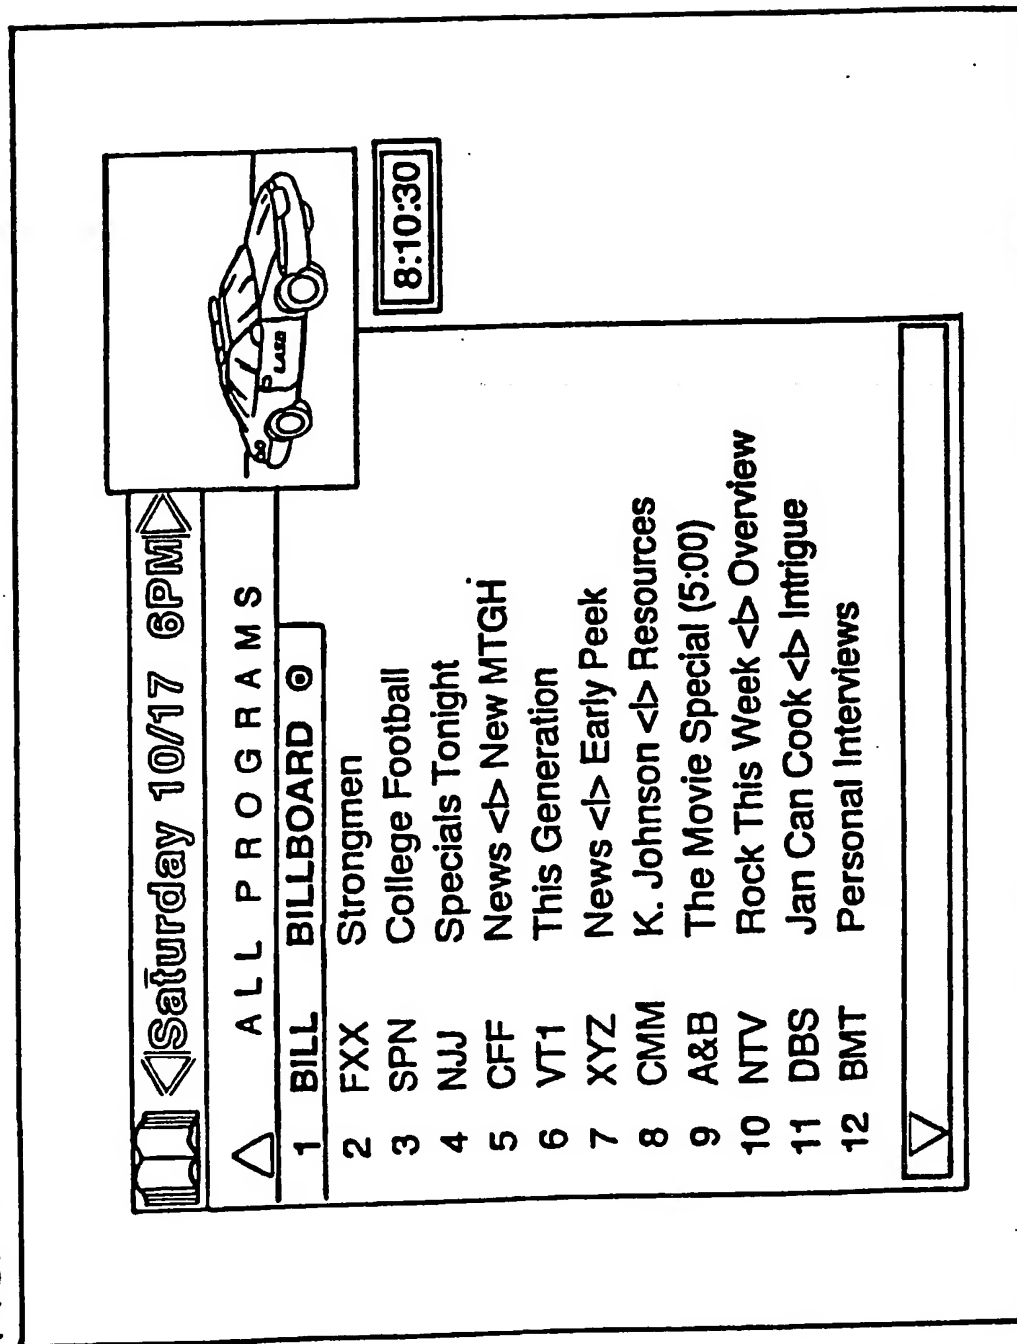 Saturday 10/17 6PM
ALL PROGRAMS
8:10:30
1 BILL BILLBOARD
2 FXX Strongmen
3 SPN College Football
4 NJJ Specials Tonight
5 CFF News <|> New MTGH
6 VT1 This Generation
7 XYZ News <|> Early Peek
8 CMM K. Johnson <|> Resources
9 A&B The Movie Special (5:00)
10 NTV Rock This Week <|> Overview
11 DBS Jan Can Cook <|> Intrigue
12 BMT Personal Interviews